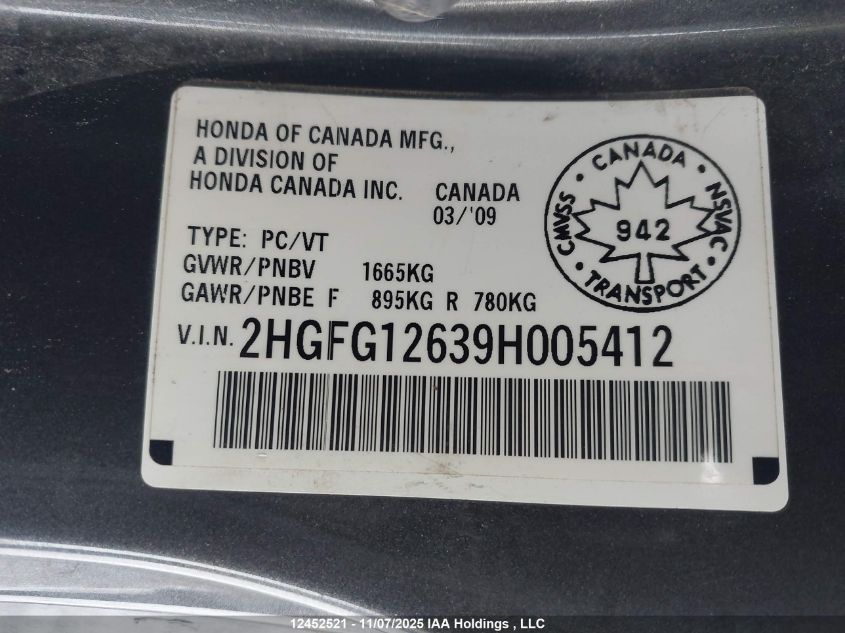 HONDA OF CANADA MFG.,
A DIVISION OF
HONDA CANADA INC. CANADA
03/'09
TYPE: PC/VT
GVWR/PNBV 1665KG
GAWR/PNBE F 895KG R 780KG
V.I.N. 2HGFG12639H005412
CMVSS • CANADA • NSVAC • TRANSPORT •
942
12452521 - 11/07/2025 IAA Holdings , LLC